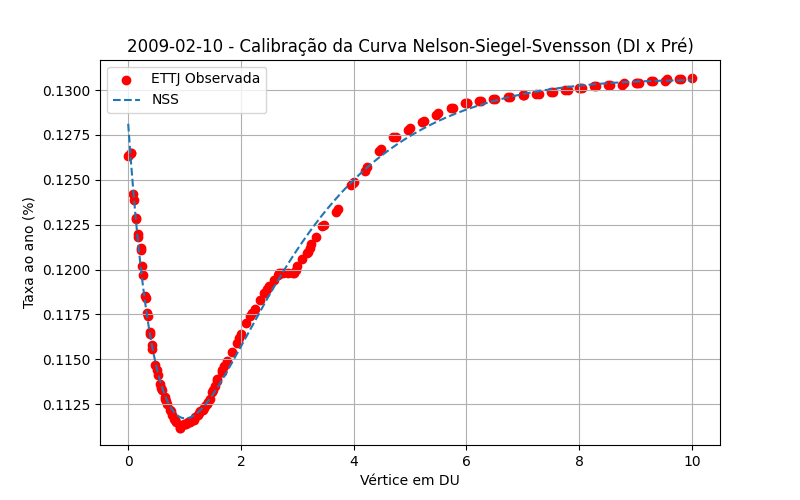 2009-02-10 - Calibração da Curva Nelson-Siegel-Svensson (DI x Pré)
ETTJ Observada
NSS
Taxa ao ano (%)
0.1300
0.1275
0.1250
0.1225
0.1200
0.1175
0.1150
0.1125
0 2 4 6 8 10
Vértice em DU